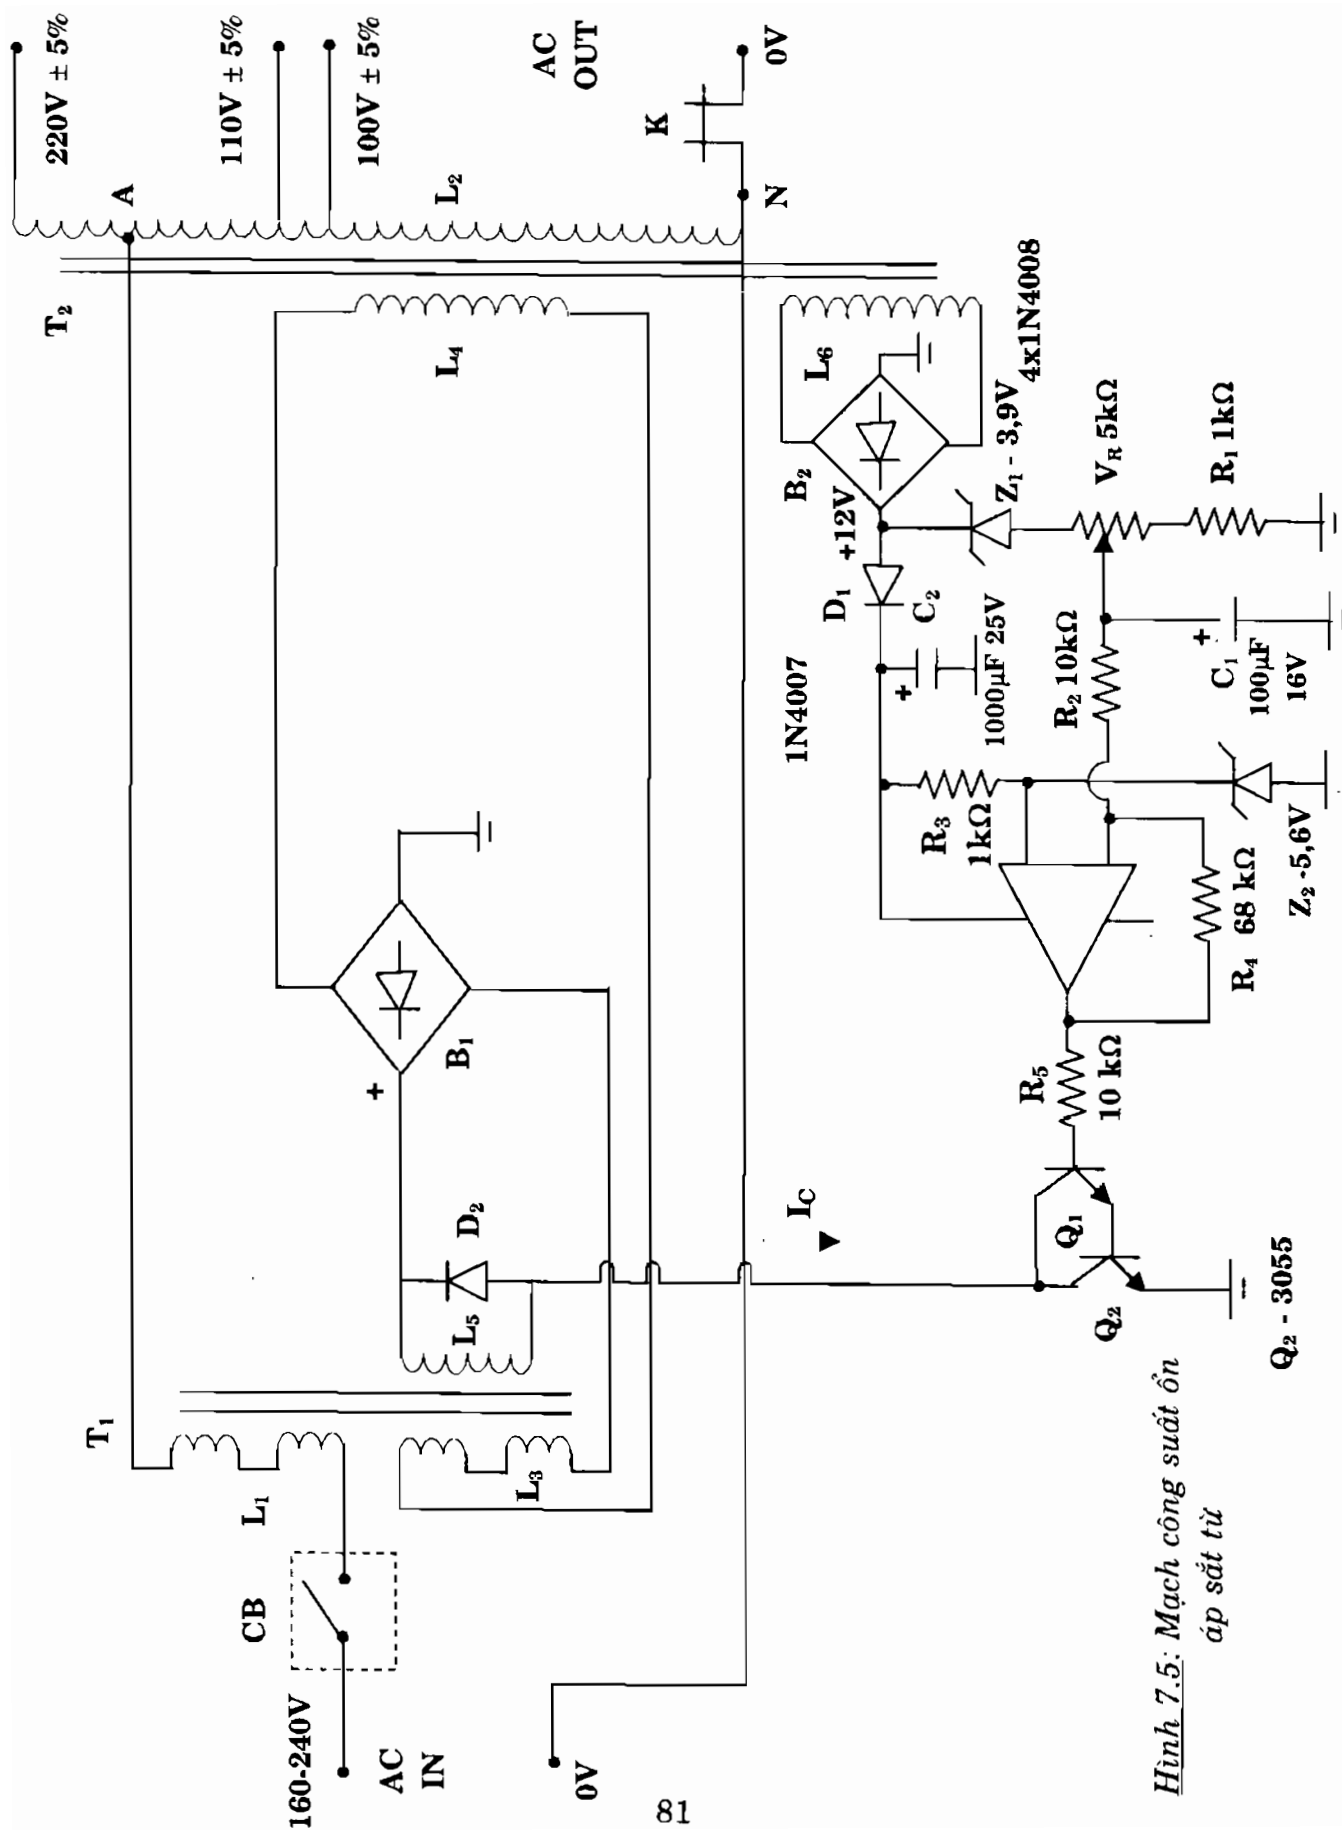 220V ± 5%
110V ± 5%
100V ± 5%
AC
OUT
0V
K
A
L₂
N
T₂
L₄
L₆
4x1N4008
B₂
+12V
Z₁ - 3,9V
V_R 5kΩ
R₁ 1kΩ
D₁
C₂
1000µF 25V
+
1N4007
R₂ 10kΩ
C₁
100µF
16V
+
R₃
1kΩ
R₄ 68 kΩ
Z₂ -5,6V
B₁
+
R₅
10 kΩ
D₂
L₅
I_C
Q₁
Q₂
Q₂ - 3055
T₁
L₁
L₃
CB
160-240V
AC
IN
0V
Hình 7.5: Mạch công suất ổn
áp sắt từ
81